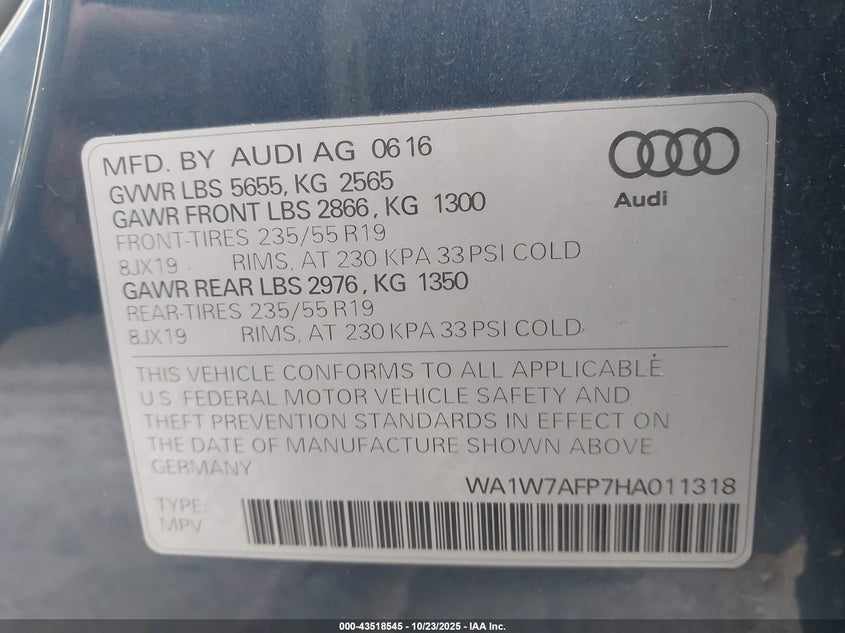 MFD. BY AUDI AG 0616
GVWR LBS 5655, KG 2565
GAWR FRONT LBS 2866, KG 1300
FRONT-TIRES 235/55 R19
8JX19 RIMS, AT 230 KPA 33 PSI COLD
GAWR REAR LBS 2976, KG 1350
REAR-TIRES 235/55 R19
8JX19 RIMS, AT 230 KPA 33 PSI COLD
Audi
THIS VEHICLE CONFORMS TO ALL APPLICABLE
U.S. FEDERAL MOTOR VEHICLE SAFETY AND
THEFT PREVENTION STANDARDS IN EFFECT ON
THE DATE OF MANUFACTURE SHOWN ABOVE
GERMANY
WA1W7AFP7HA011318
TYPE:
MPV
000-43518545 - 10/23/2025 - IAA Inc.